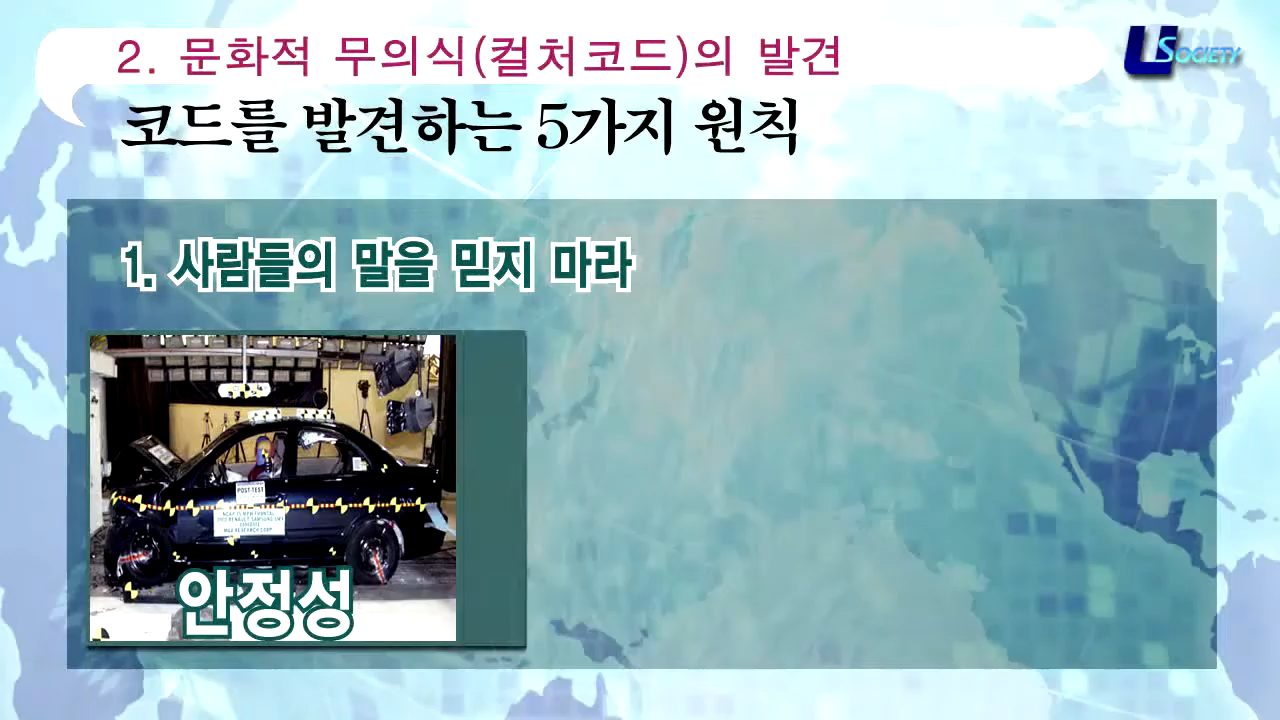 2. 문화적 무의식(컬처코드)의 발견
U SOCIETY
코드를 발견하는 5가지 원칙
1. 사람들의 말을 믿지 마라
POST-TEST
안정성